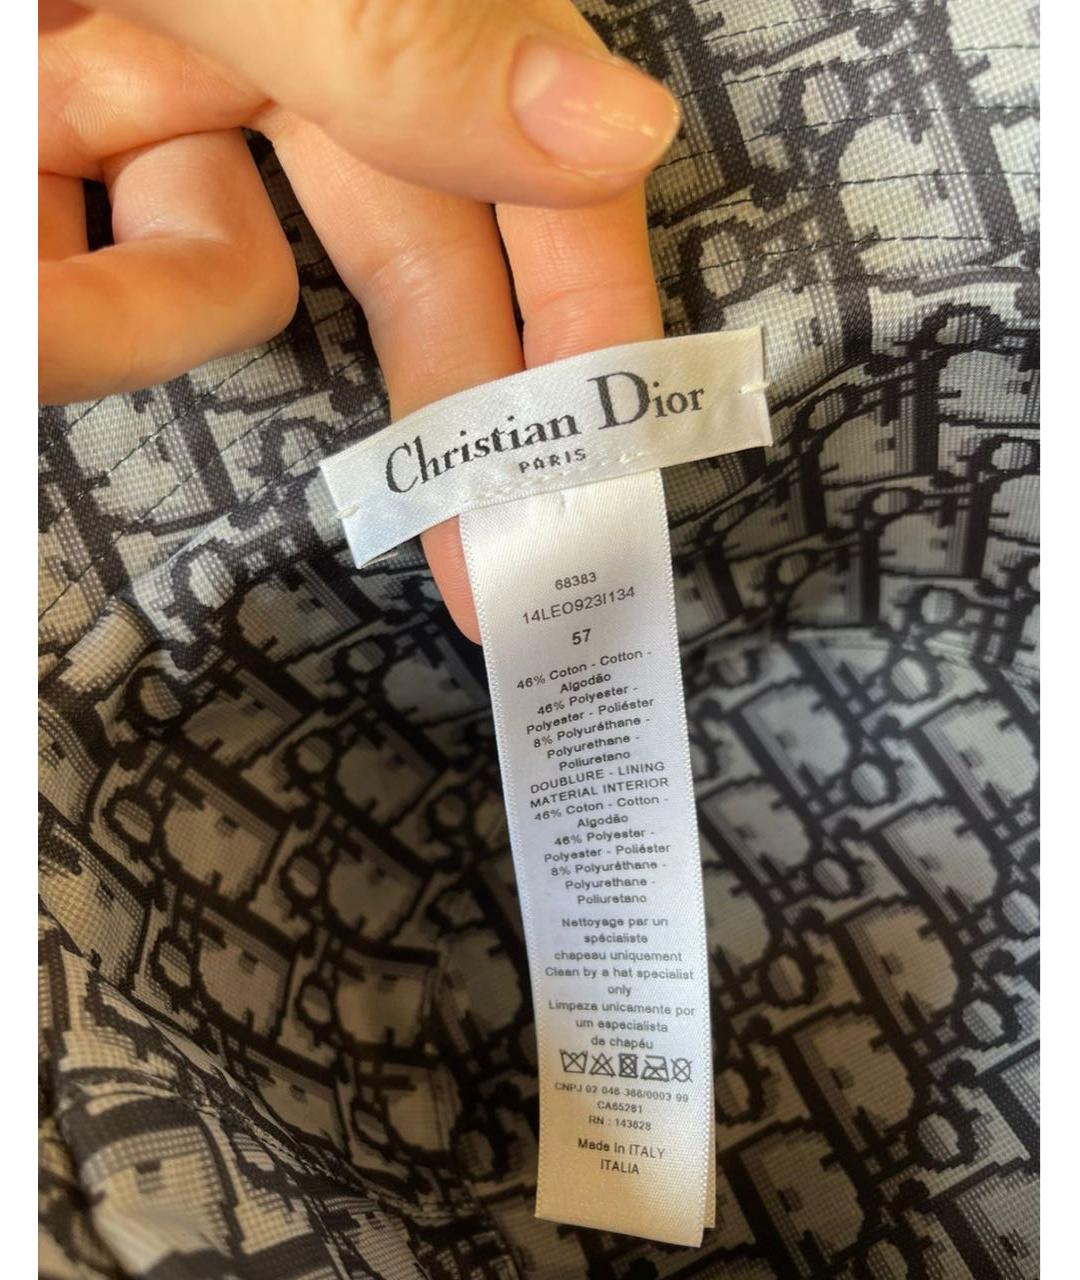 Christian Dior
PARIS
68383
14LEO923I134
57
46% Coton - Cotton -
Algodão
46% Polyester -
Polyester - Poliéster
8% Polyuréthane -
Polyurethane -
Poliuretano
DOUBLURE - LINING
MATERIAL INTERIOR
46% Coton - Cotton -
Algodão
46% Polyester -
Polyester - Poliéster
8% Polyuréthane -
Polyurethane -
Poliuretano
Nettoyage par un
spécialiste
chapeau uniquement
Clean by a hat specialist
only
Limpeza unicamente por
um especialista
de chapéu
CNPJ 02 046 366/0003 99
CA65281
RN : 143628
Made in ITALY
ITALIA